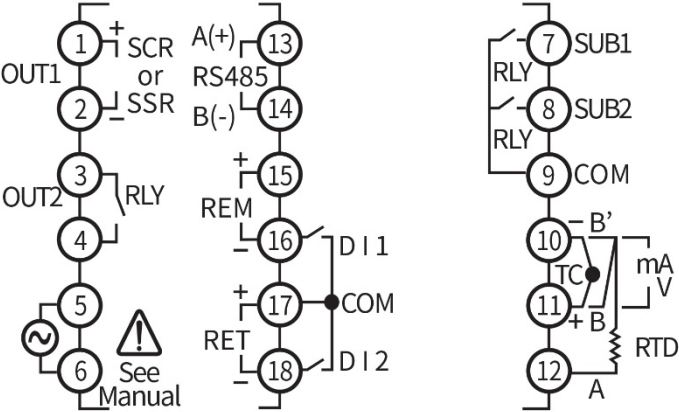 1
+
SCR
or
SSR
OUT1
2
−
3
OUT2
RLY
4
5
6
See
Manual
A(+)
13
RS485
B(-)
14
+
15
REM
−
16
DI1
+
17
COM
RET
−
18
DI2
7
SUB1
RLY
8
SUB2
RLY
9
COM
10
− B’
TC
mA
V
11
+ B
RTD
12
A